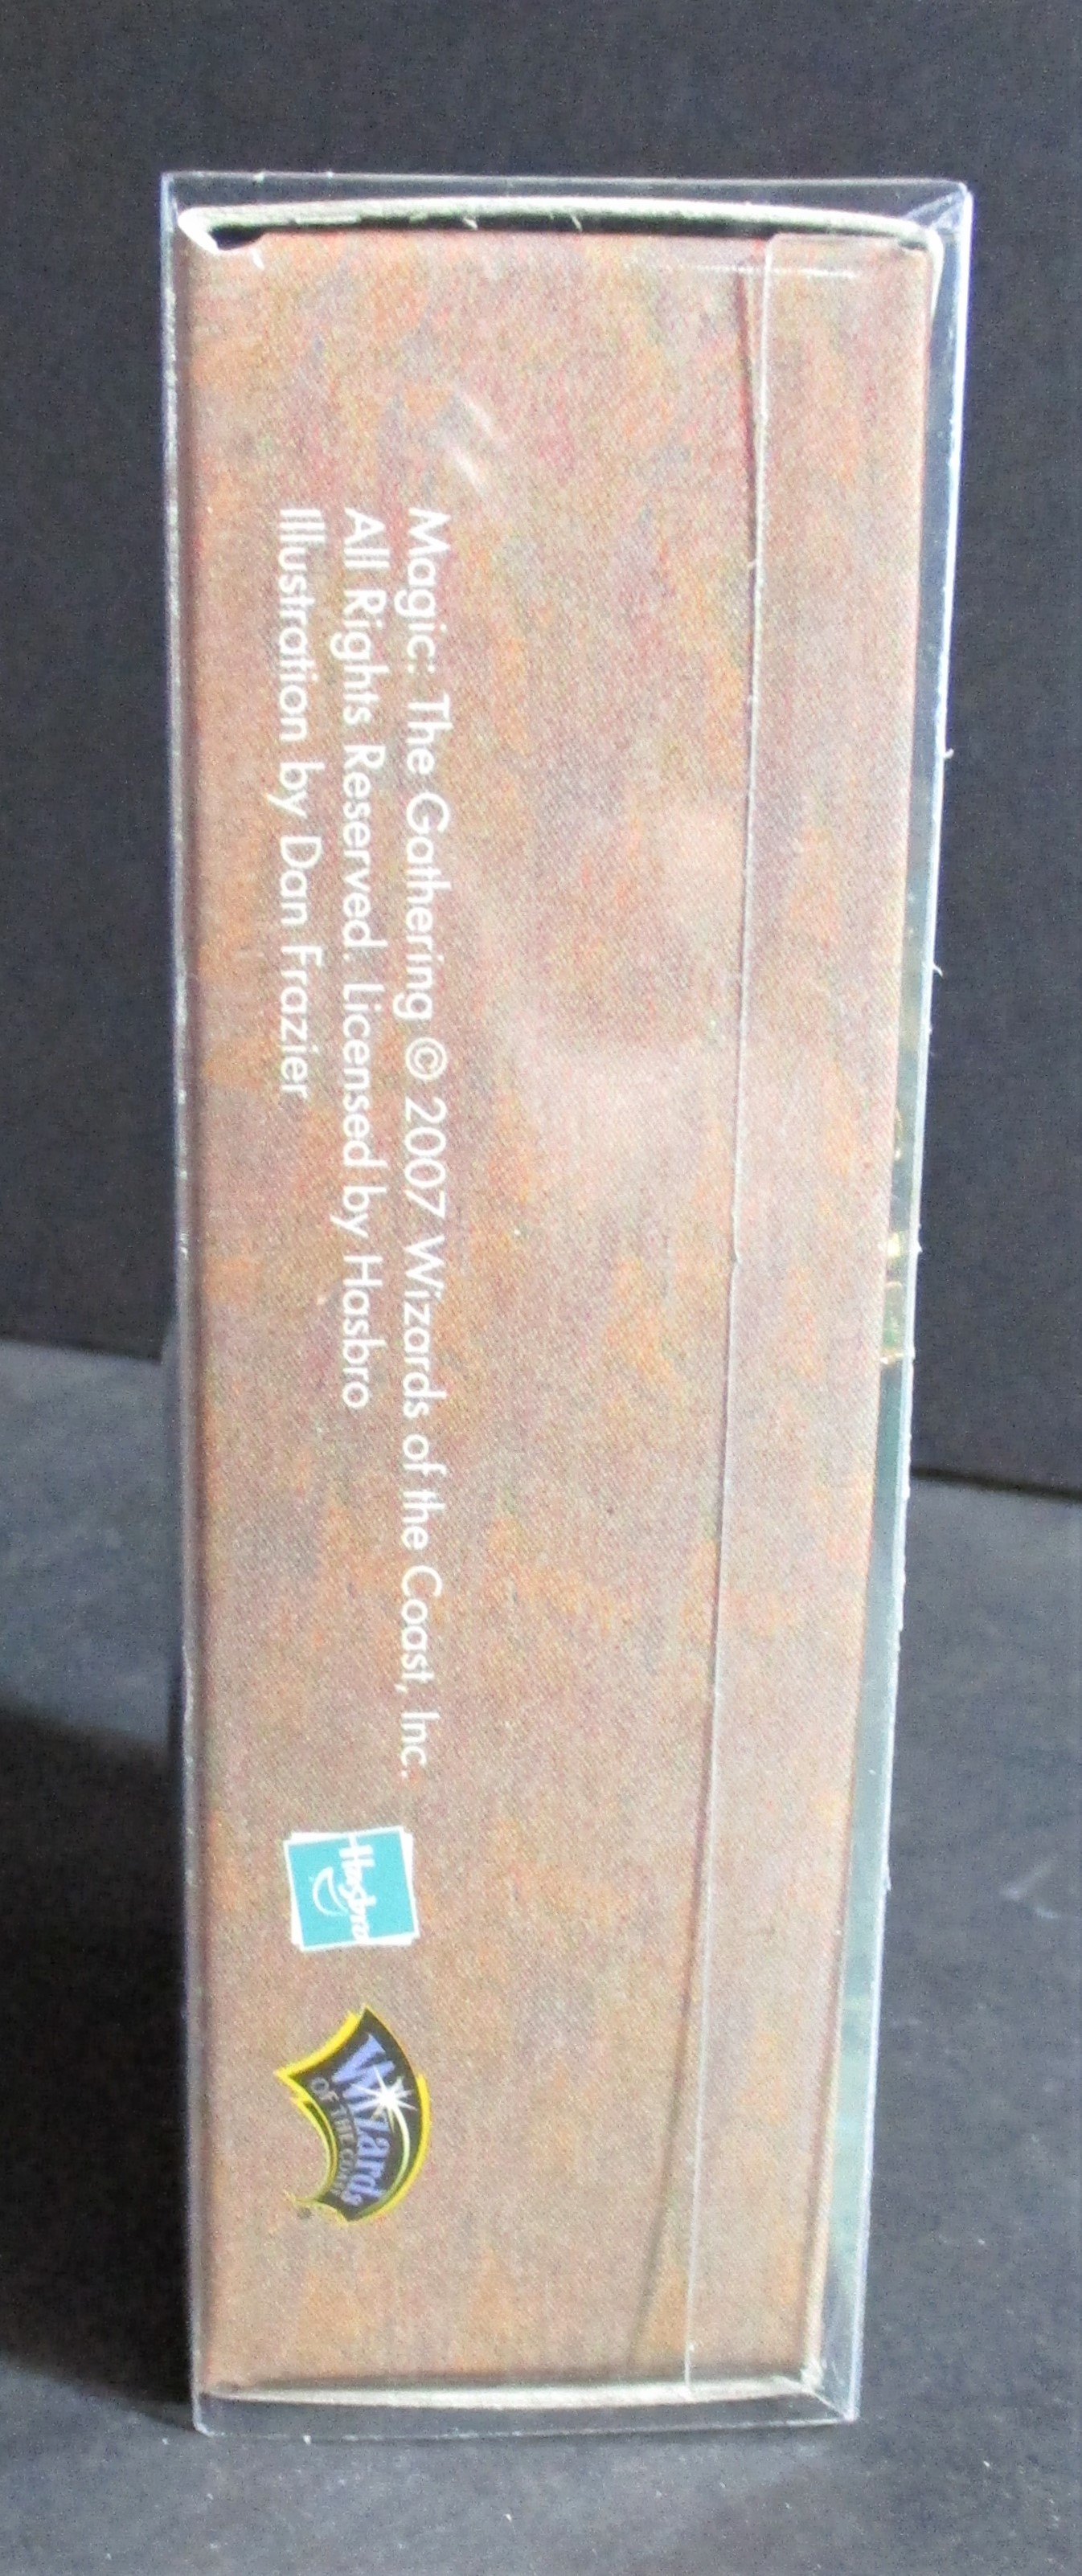 Magic: The Gathering © 2007 Wizards of the Coast, Inc.
All Rights Reserved. Licensed by Hasbro
Illustration by Dan Frazier
Hasbro
Wizards
OF THE COAST